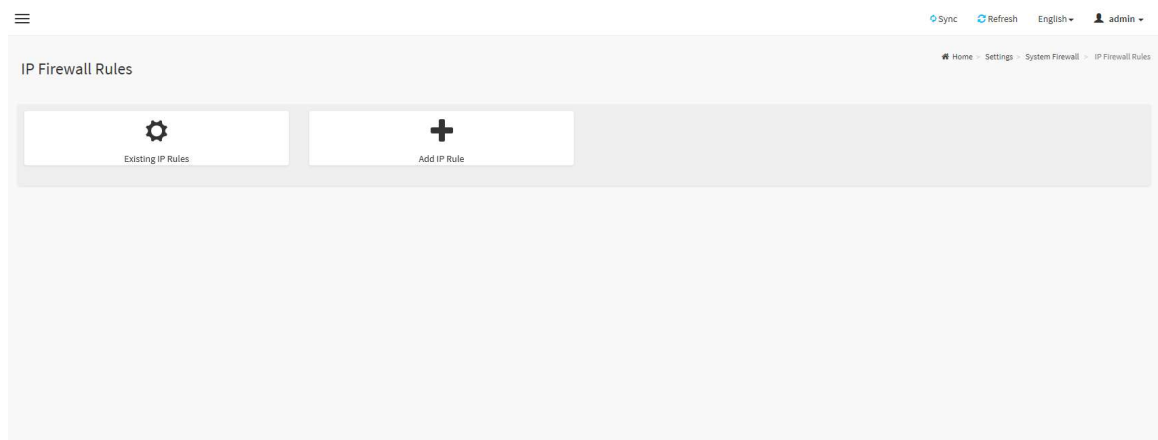 Sync Refresh English admin
Home > Settings > System Firewall > IP Firewall Rules
IP Firewall Rules
Existing IP Rules Add IP Rule